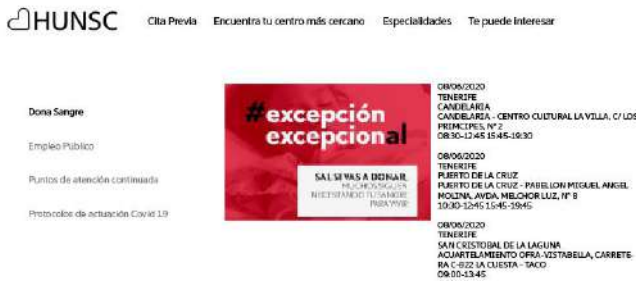 HUNSC
Cita Previa
Encuentra tu centro más cercano
Especialidades
Te puede interesar
Dona Sangre
Empleo Público
Puntos de atención continuada
Protocolos de actuación Covid 19
#excepción
excepcional
SAL SI VAS A DONAR,
MUCHOS SIGUEN
NECESITANDO TU SANGRE
PARA VIVIR
08/06/2020
TENERIFE
CANDELARIA
CANDELARIA - CENTRO CULTURAL LA VILLA, C/ LOS
PRIMCIPES, Nº 2
08:30-12:45 15:45-19:30
08/06/2020
TENERIFE
PUERTO DE LA CRUZ
PUERTO DE LA CRUZ - PABELLON MIGUEL ANGEL
MOLINA, AVDA. MELCHOR LUZ, Nº 8
10:30-12:45 15:45-19:45
08/06/2020
TENERIFE
SAN CRISTOBAL DE LA LAGUNA
ACUARTELAMIENTO OFRA-VISTABELLA, CARRETE-
RA C-822 LA CUESTA - TACO
09:00-13:45